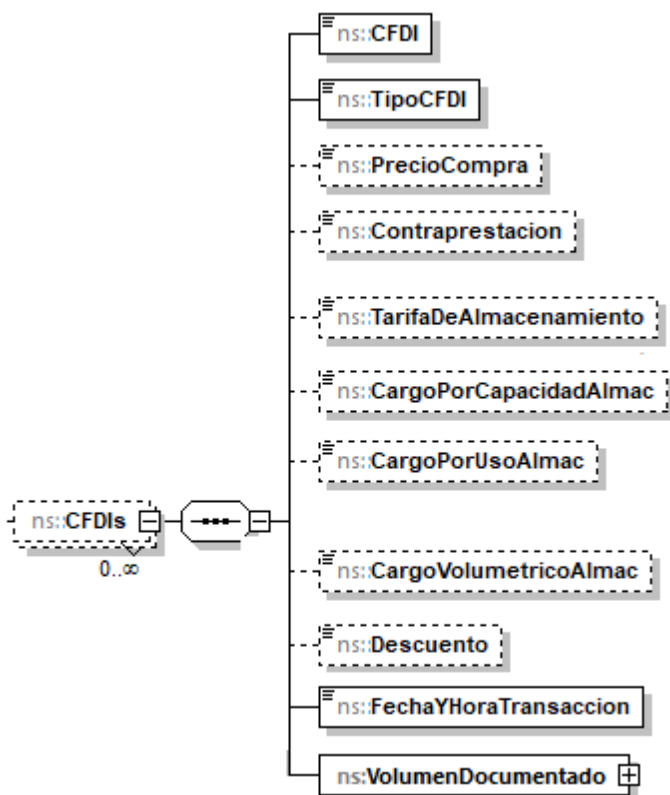 ns::CFDI
ns::TipoCFDI
ns::PrecioCompra
ns::Contraprestacion
ns::TarifaDeAlmacenamiento
ns::CargoPorCapacidadAlmac
ns::CargoPorUsoAlmac
ns::CFDIs
0..∞
ns::CargoVolumetricoAlmac
ns::Descuento
ns::FechaYHoraTransaccion
ns:VolumenDocumentado